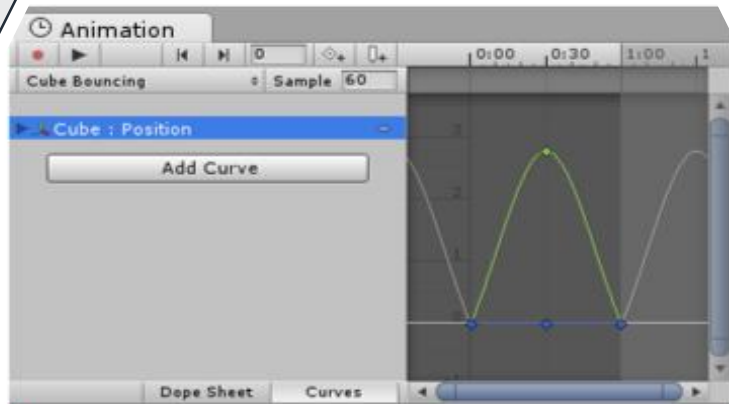 Animation
0 0:00 0:30 1:00 1
Cube Bouncing Sample 60
Cube : Position
Add Curve
3
2
1
0
Dope Sheet Curves